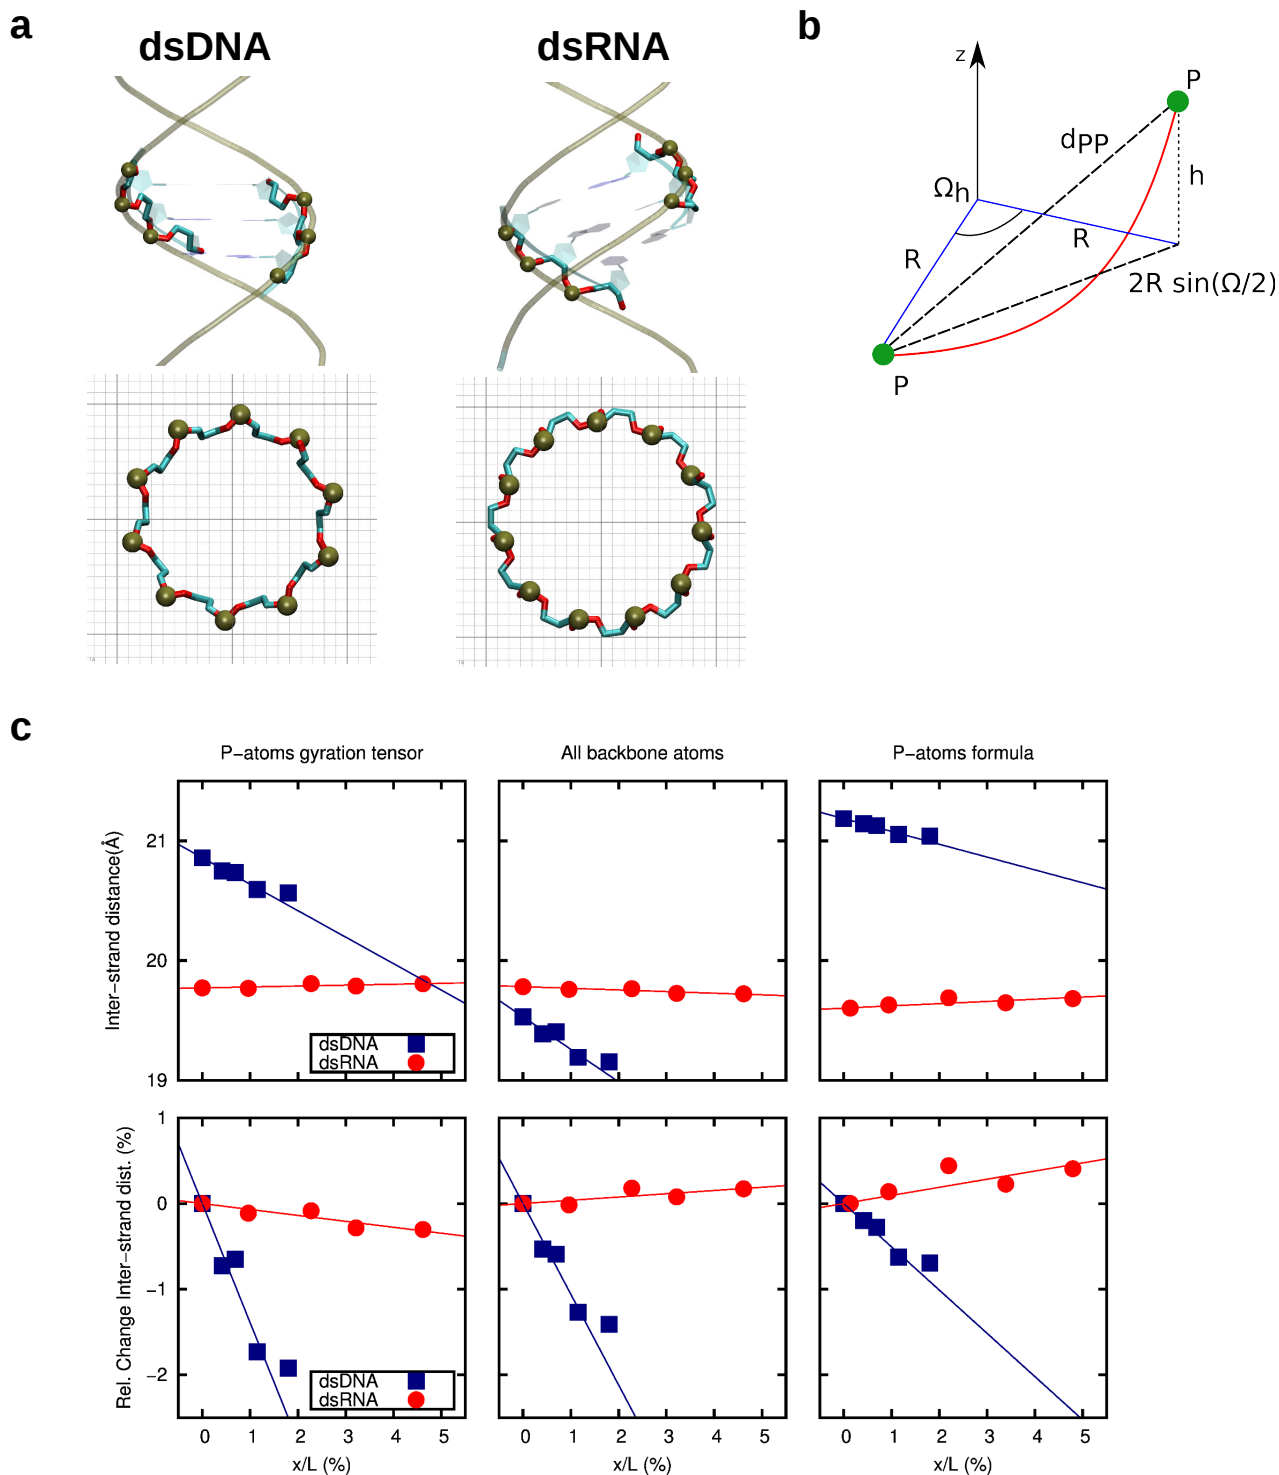 a
dsDNA
dsRNA
b
z
P
dPP
h
Ωh
R
R
2R sin(Ω/2)
P
c
P−atoms gyration tensor
All backbone atoms
P−atoms formula
Inter−strand distance(Å)
21
20
19
dsDNA
dsRNA
Rel. Change Inter−strand dist. (%)
1
0
−1
−2
dsDNA
dsRNA
0 1 2 3 4 5
0 1 2 3 4 5
0 1 2 3 4 5
x/L (%)
x/L (%)
x/L (%)